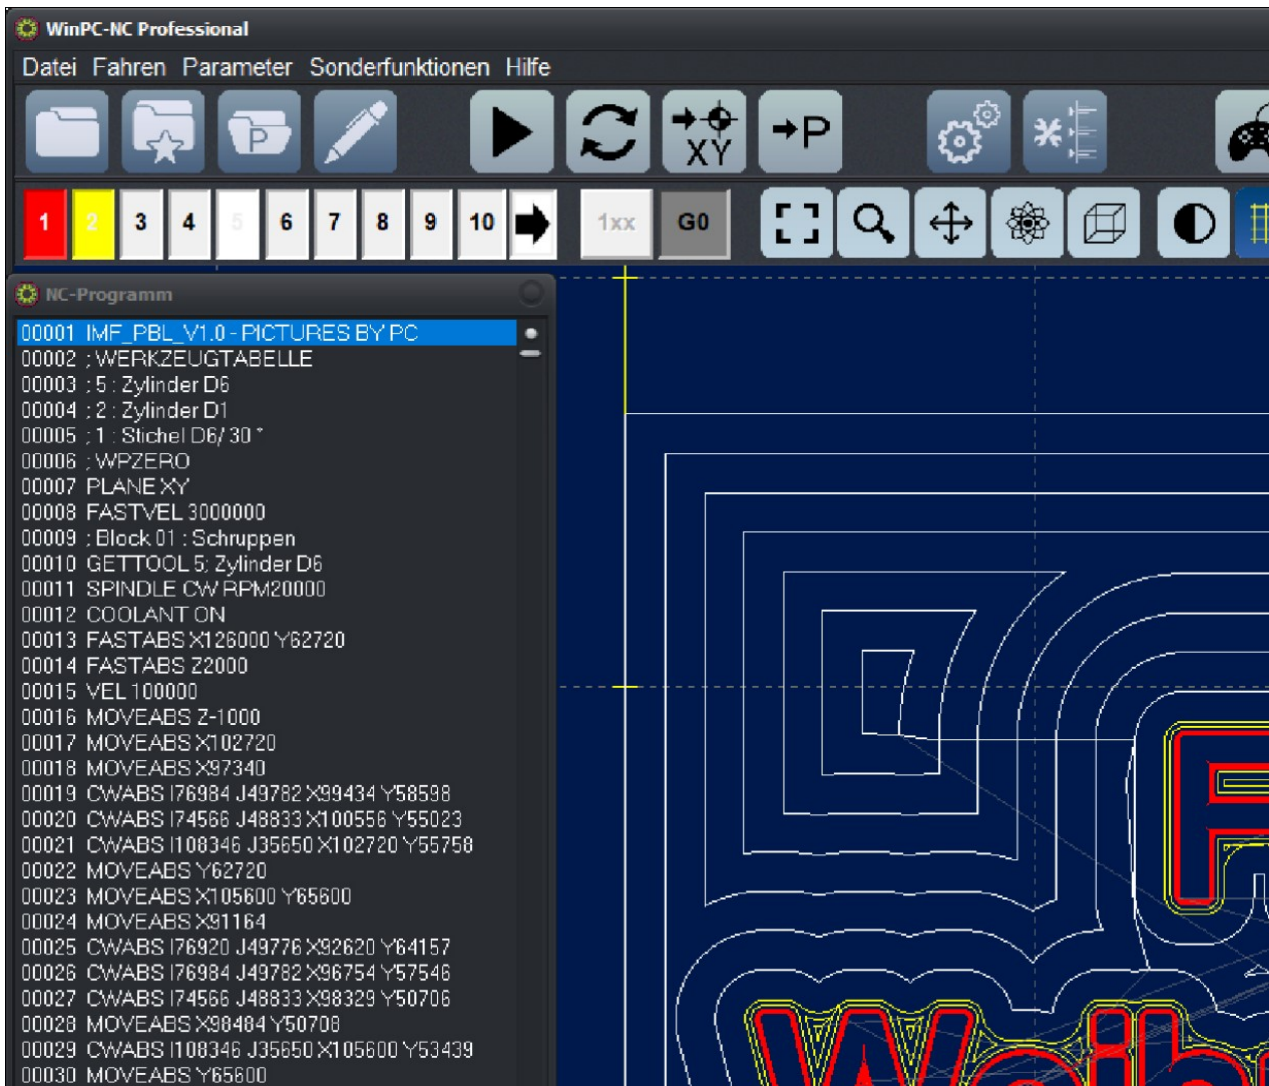 WinPC-NC Professional
Datei Fahren Parameter Sonderfunktionen Hilfe
P XY →P
1 2 3 4 5 6 7 8 9 10 1xx G0
NC-Programm
00001 IMF_PBL_V1.0 - PICTURES BY PC
00002 ; WERKZEUGTABELLE
00003 ; 5 : Zylinder D6
00004 ; 2 : Zylinder D1
00005 ; 1 : Stichel D6/ 30 °
00006 ; WPZERO
00007 PLANE XY
00008 FASTVEL 3000000
00009 ; Block 01 : Schruppen
00010 GETTOOL 5; Zylinder D6
00011 SPINDLE CW RPM20000
00012 COOLANT ON
00013 FASTABS X126000 Y62720
00014 FASTABS Z2000
00015 VEL 100000
00016 MOVEABS Z-1000
00017 MOVEABS X102720
00018 MOVEABS X97340
00019 CWABS I76984 J49782 X99434 Y58598
00020 CWABS I74566 J48833 X100556 Y55023
00021 CWABS I108346 J35650 X102720 Y55758
00022 MOVEABS Y62720
00023 MOVEABS X105600 Y65600
00024 MOVEABS X91164
00025 CWABS I76920 J49776 X92620 Y64157
00026 CWABS I76984 J49782 X96754 Y57546
00027 CWABS I74566 J48833 X98329 Y50706
00028 MOVEABS X98484 Y50708
00029 CWABS I108346 J35650 X105600 Y53439
00030 MOVEABS Y65600
F
Weih